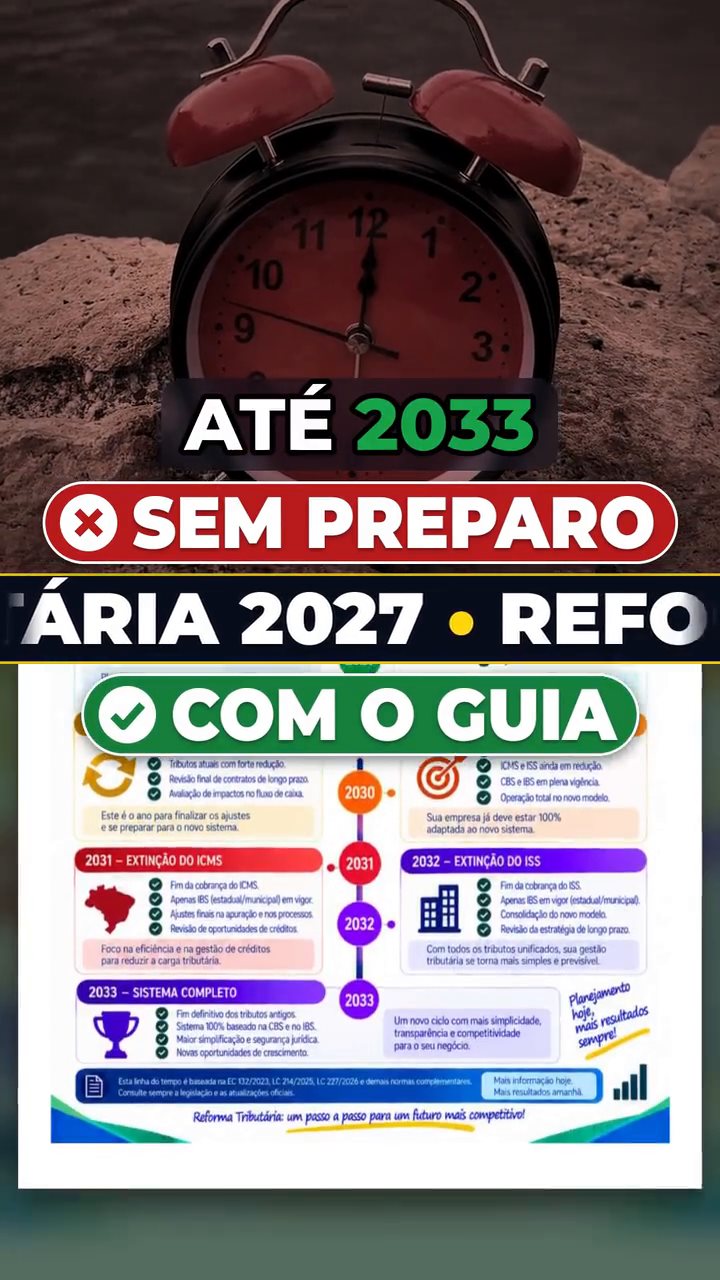 12
11
1
10
2
9
3
ATÉ 2033
SEM PREPARO
TÁRIA 2027 • REFO
COM O GUIA
Tributos atuais com forte redução.
Revisão final de contratos de longo prazo.
Avaliação de impactos no fluxo de caixa.
Este é o ano para finalizar os ajustes
e se preparar para o novo sistema.
2030
ICMS e ISS ainda em redução.
CBS e IBS em plena vigência.
Operação total no novo modelo.
Sua empresa já deve estar 100%
adaptada ao novo sistema.
2031 – EXTINÇÃO DO ICMS
Fim da cobrança do ICMS.
Apenas IBS (estadual/municipal) em vigor.
Ajustes finais na apuração e nos processos.
Revisão de oportunidades de créditos.
Foco na eficiência e na gestão de créditos
para reduzir a carga tributária.
2031
2032
2032 – EXTINÇÃO DO ISS
Fim da cobrança do ISS.
Apenas IBS em vigor (estadual/municipal).
Consolidação do novo modelo.
Revisão da estratégia de longo prazo.
Com todos os tributos unificados, sua gestão
tributária se torna mais simples e previsível.
2033 – SISTEMA COMPLETO
Fim definitivo dos tributos antigos.
Sistema 100% baseado na CBS e no IBS.
Maior simplificação e segurança jurídica.
Novas oportunidades de crescimento.
2033
Um novo ciclo com mais simplicidade,
transparência e competitividade
para o seu negócio.
Planejamento
hoje,
mais resultados
sempre!
Esta linha do tempo é baseada na EC 132/2023, LC 214/2025, LC 227/2026 e demais normas complementares.
Consulte sempre a legislação e as atualizações oficiais.
Mais informação hoje.
Mais resultados amanhã.
Reforma Tributária: um passo a passo para um futuro mais competitivo!